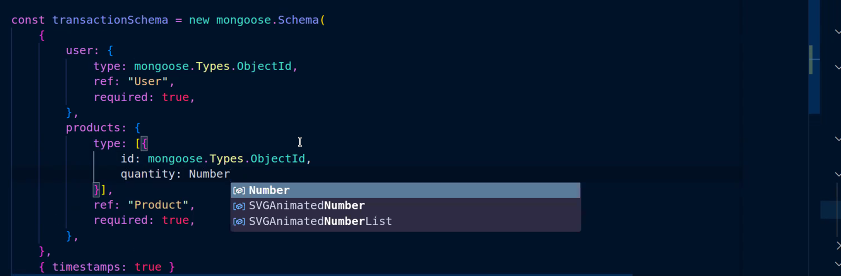 const transactionSchema = new mongoose.Schema(
{
user: {
type: mongoose.Types.ObjectId,
ref: "User",
required: true,
},
products: {
type: [{
id: mongoose.Types.ObjectId,
quantity: Number
}],
Number
SVGAnimatedNumber
SVGAnimatedNumberList
ref: "Product",
required: true,
},
},
{ timestamps: true }